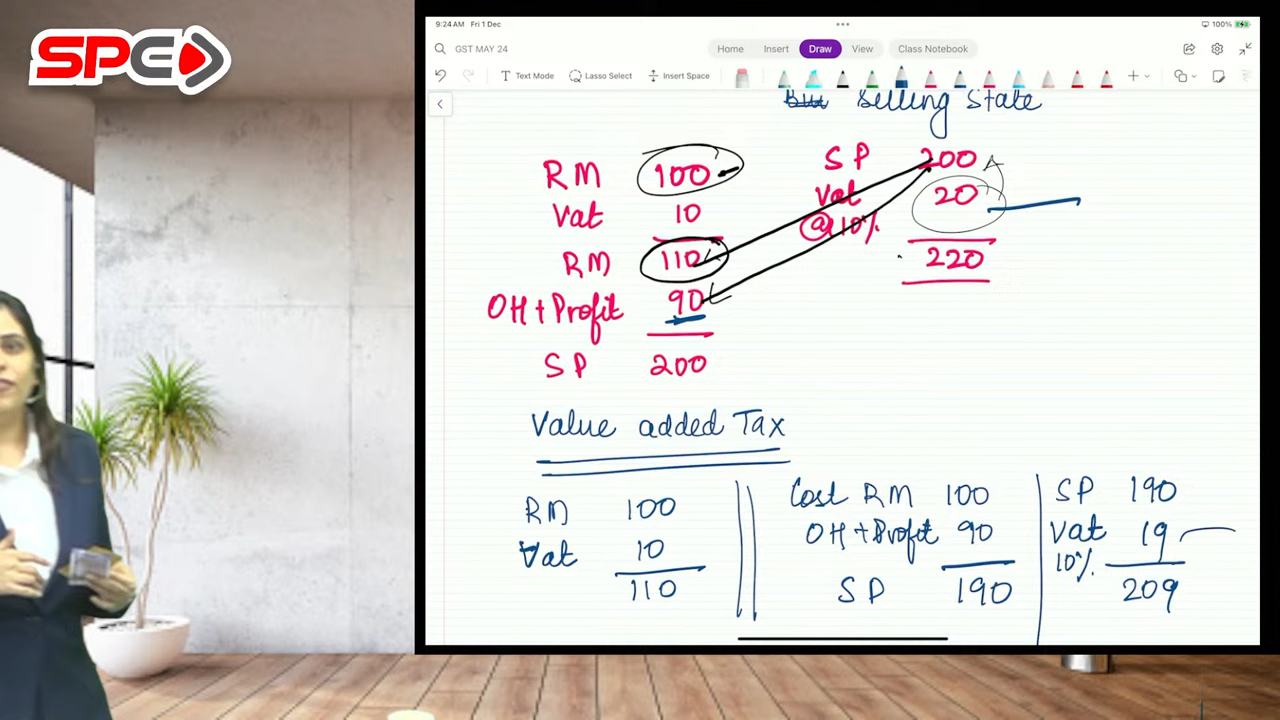 SPED
9:24 AM Fri 1 Dec
100%
GST MAY 24
Home Insert Draw View Class Notebook
Text Mode Lasso Select Insert Space
But Selling State
RM 100
Vat 10
RM 110
OH + Profit 90
SP 200
SP 200
Vat 20
@ 10%
220
Value added Tax
RM 100
Vat 10
110
Cost RM 100
OH + Profit 90
SP 190
SP 190
Vat 19
10%
209